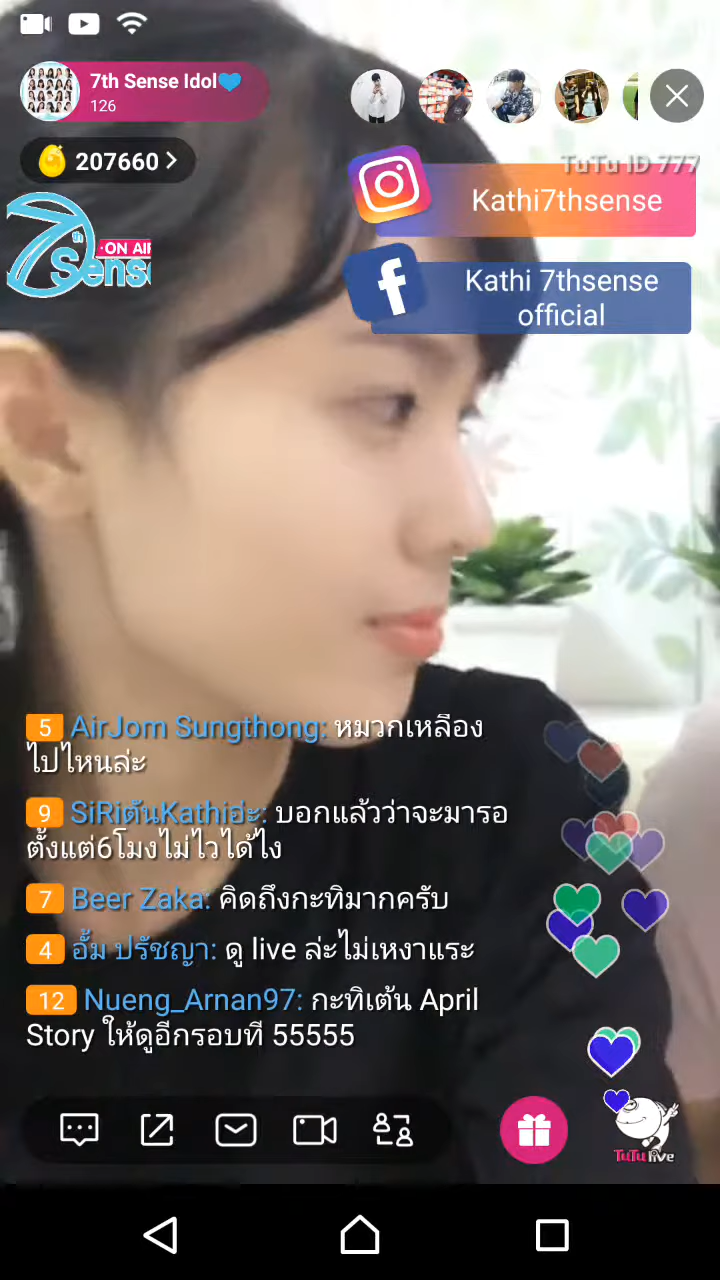 7th Sense Idol
126
207660
TuTu ID 777
Kathi7thsense
7th
Sense
·ON AIR
Kathi 7thsense
official
5 AirJom Sungthong: หมวกเหลือง
ไปไหนล่ะ
9 SiRiต้นKathiอ่ะ: บอกแล้วว่าจะมารอ
ตั้งแต่6โมงไม่ไวได้ไง
7 Beer Zaka: คิดถึงกะทิมากครับ
4 อั้ม ปรัชญา: ดู live ล่ะไม่เหงาแระ
12 Nueng_Arnan97: กะทิเต้น April
Story ให้ดูอีกรอบที 55555
TuTu live